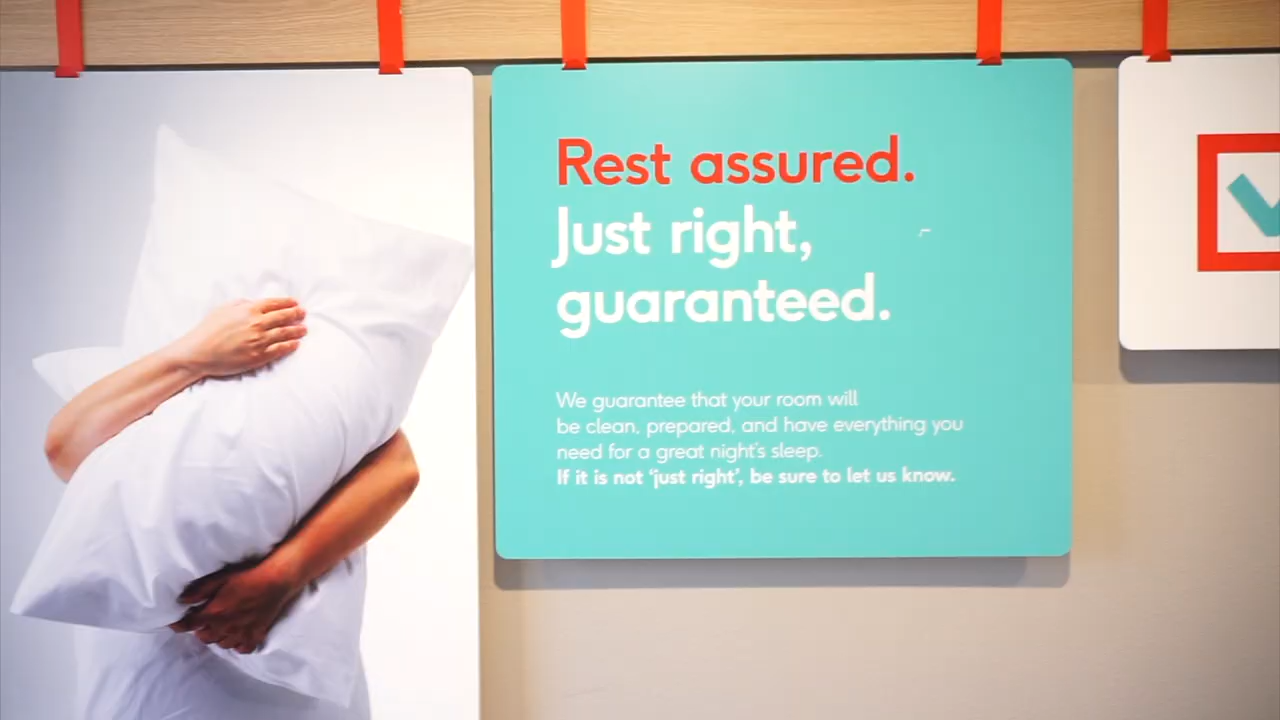 Rest assured.
Just right,
guaranteed.
We guarantee that your room will
be clean, prepared, and have everything you
need for a great night's sleep.
If it is not 'just right', be sure to let us know.